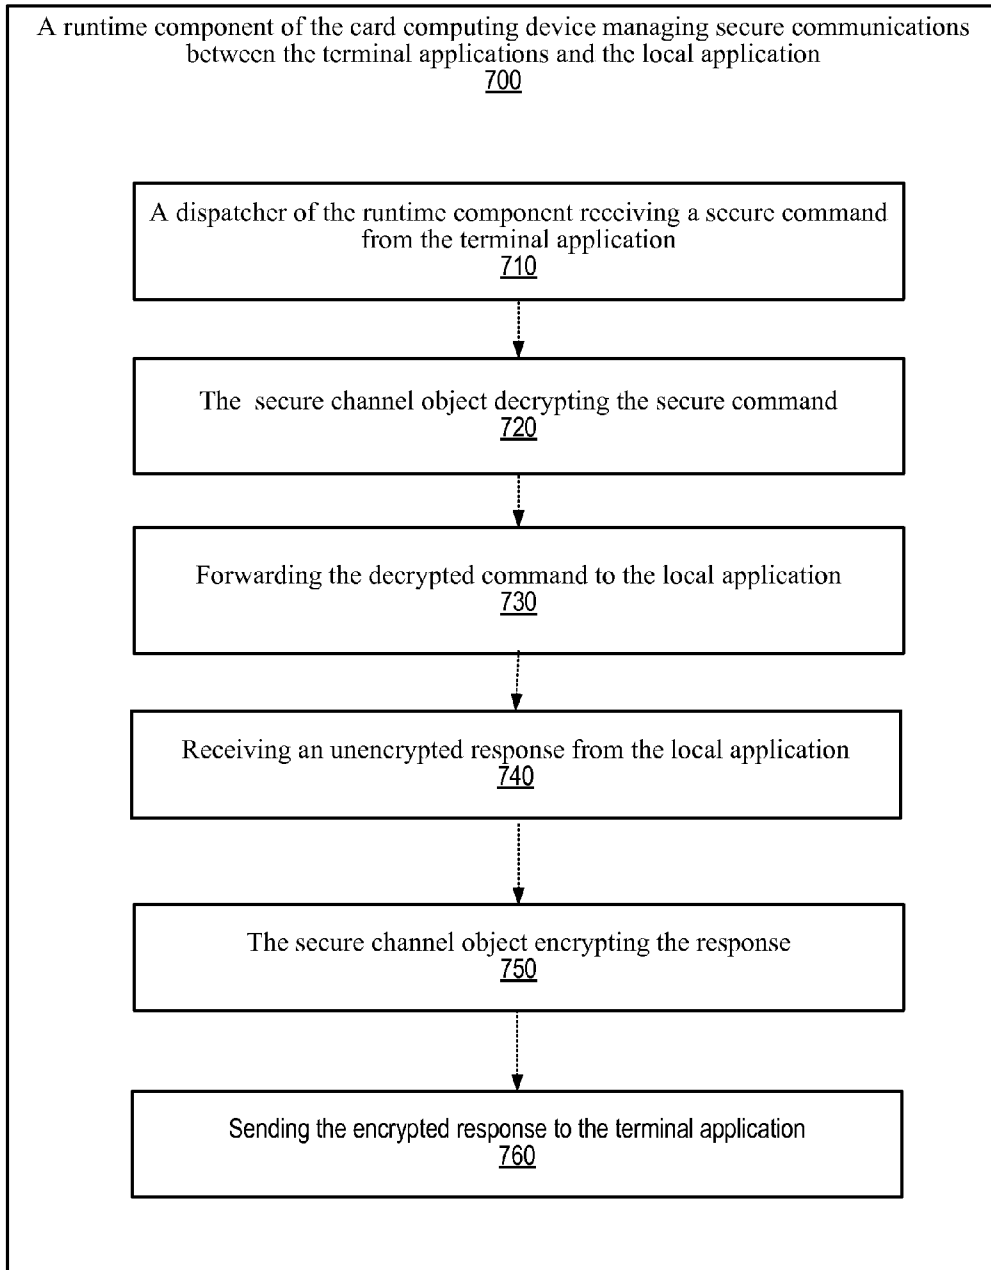 A runtime component of the card computing device managing secure communications
between the terminal applications and the local application
700
A dispatcher of the runtime component receiving a secure command
from the terminal application
710
The secure channel object decrypting the secure command
720
Forwarding the decrypted command to the local application
730
Receiving an unencrypted response from the local application
740
The secure channel object encrypting the response
750
Sending the encrypted response to the terminal application
760